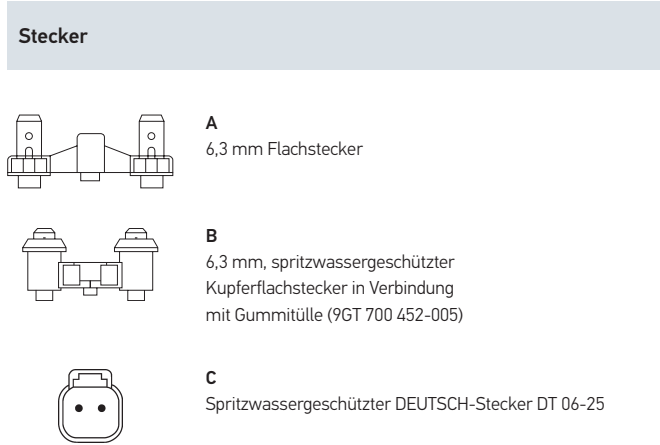 Stecker
A
6,3 mm Flachstecker
B
6,3 mm, spritzwassergeschützter
Kupferflachstecker in Verbindung
mit Gummitülle (9GT 700 452-005)
C
Spritzwassergeschützter DEUTSCH-Stecker DT 06-25